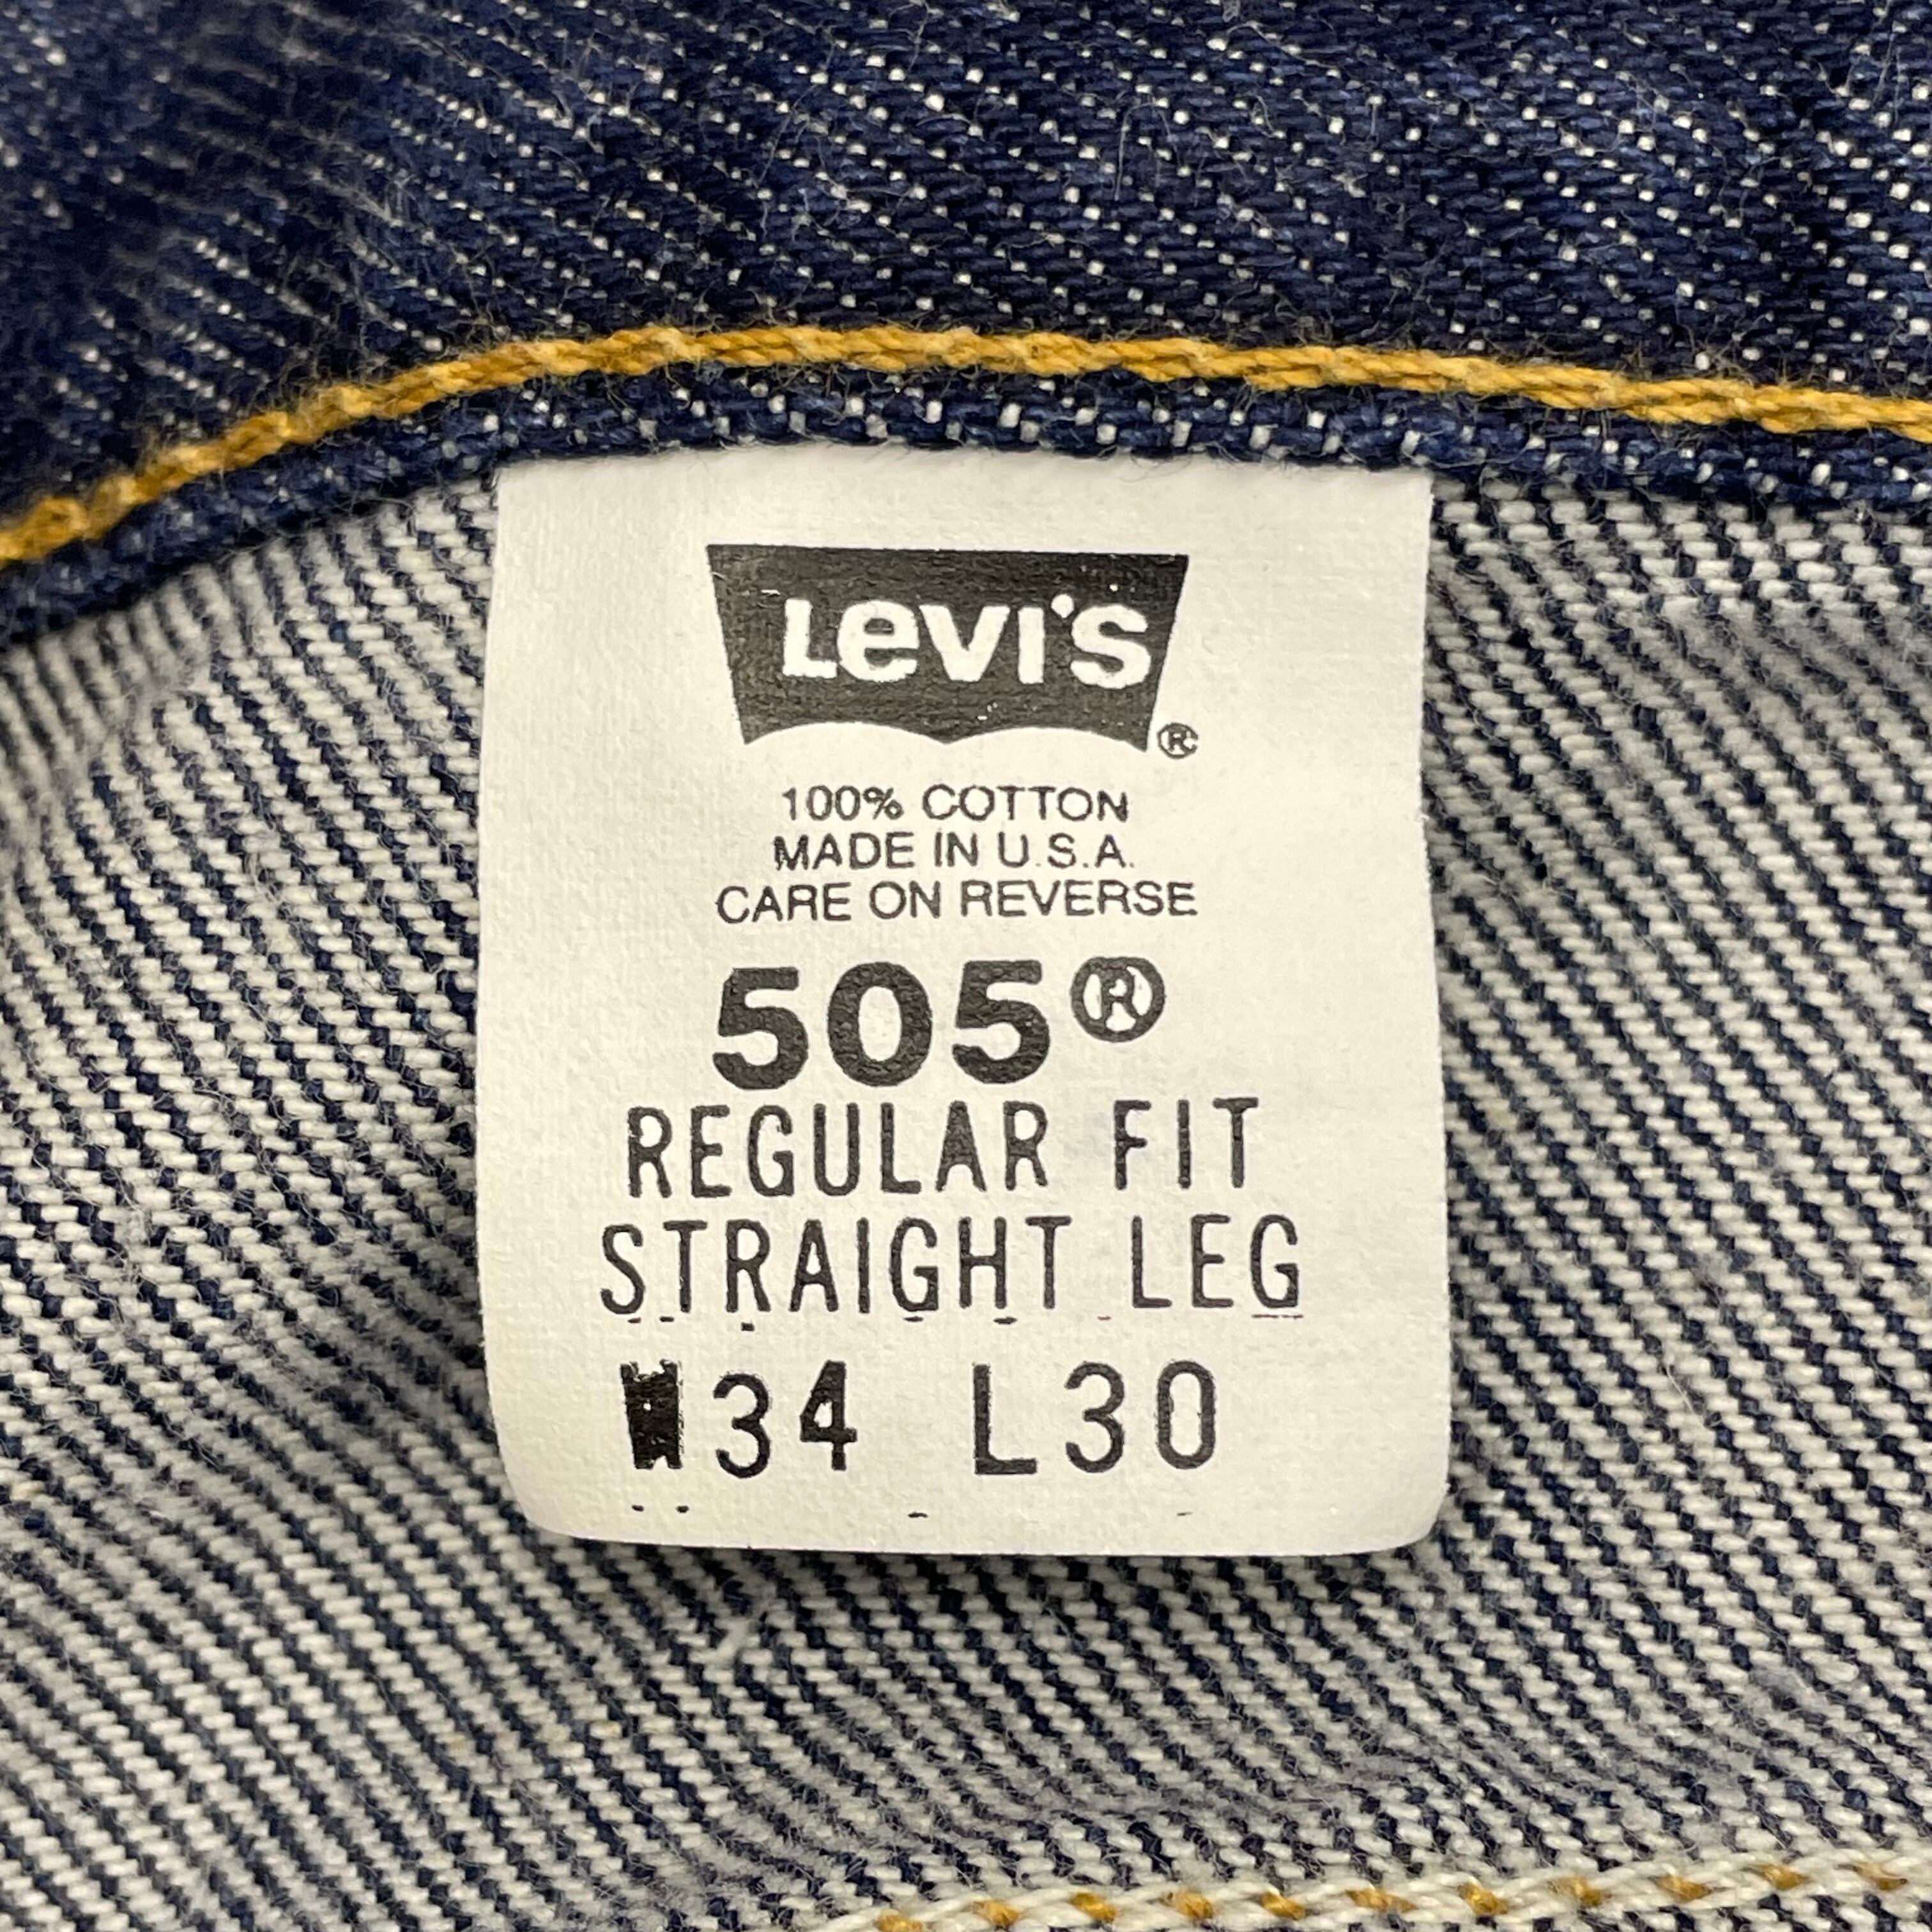 Levi's®
100% COTTON
MADE IN U.S.A.
CARE ON REVERSE
505®
REGULAR FIT
STRAIGHT LEG
W34 L30